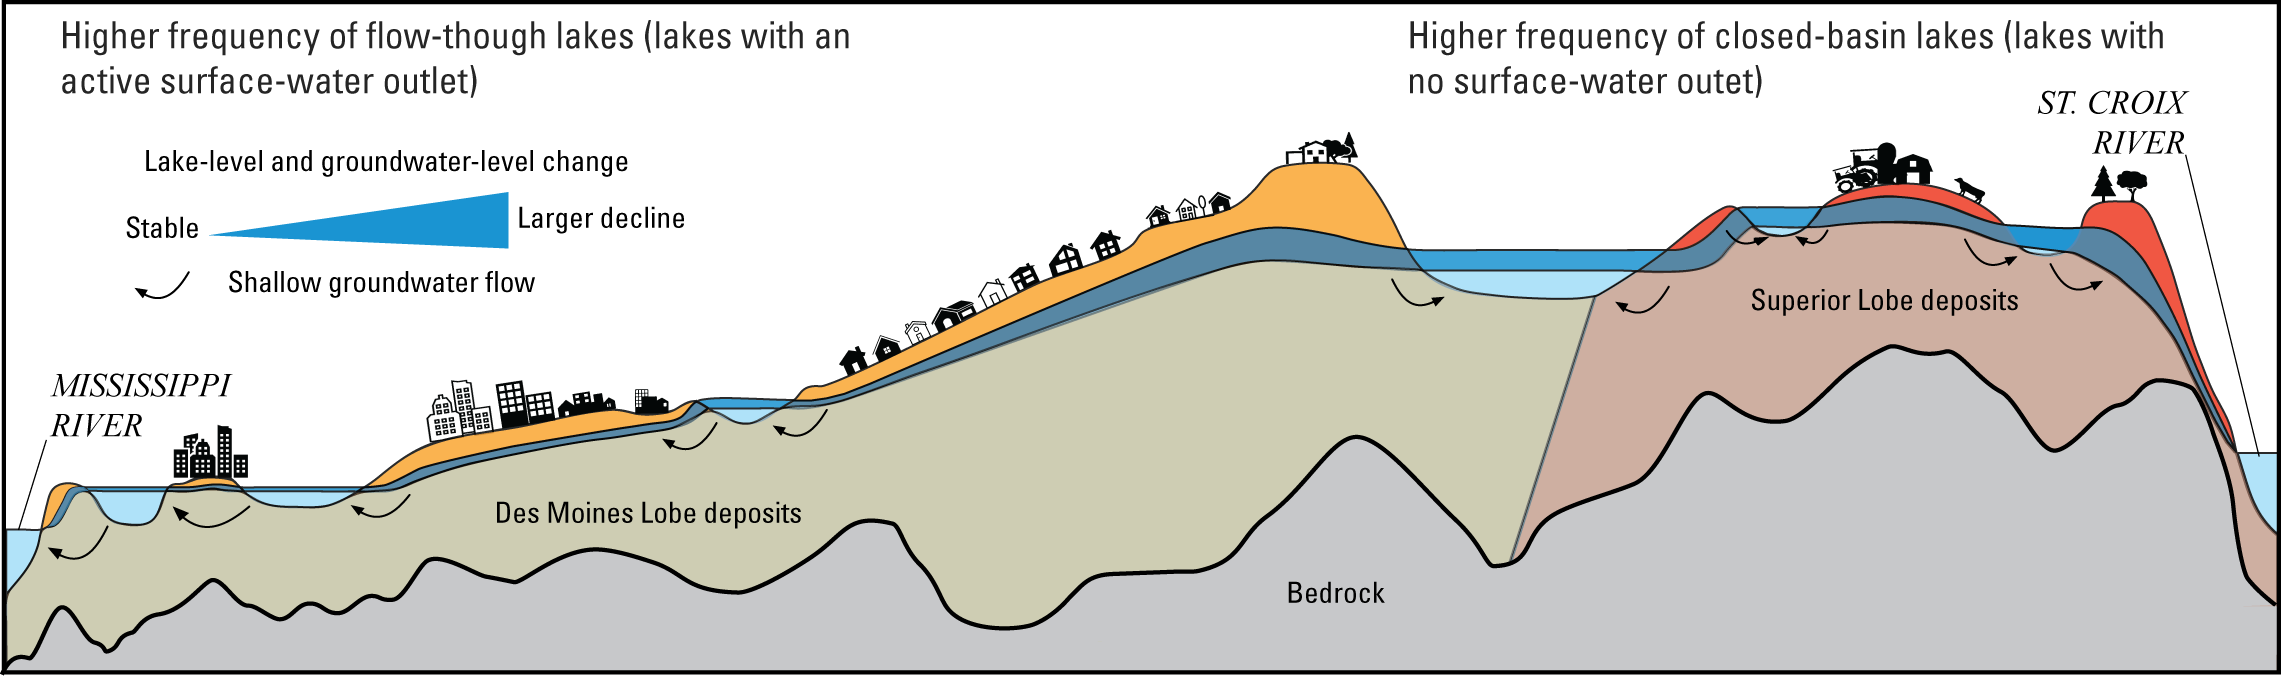 Higher frequency of flow-though lakes (lakes with an
active surface-water outlet)
Higher frequency of closed-basin lakes (lakes with
no surface-water outet)
ST. CROIX
RIVER
Lake-level and groundwater-level change
Stable
Larger decline
Shallow groundwater flow
Superior Lobe deposits
MISSISSIPPI
RIVER
Des Moines Lobe deposits
Bedrock